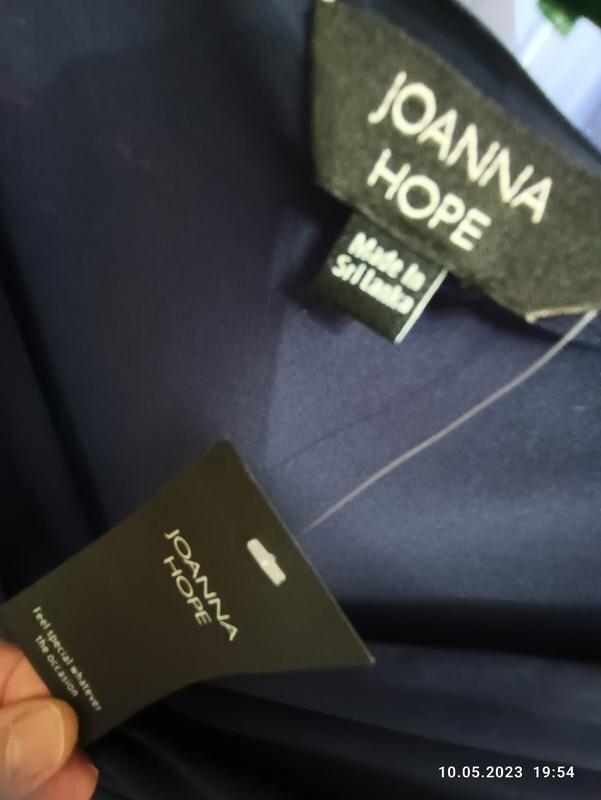 JOANNA
HOPE
Made in
Sri Lanka
JOANNA
HOPE
Feel special whatever
the occasion
10.05.2023 19:54